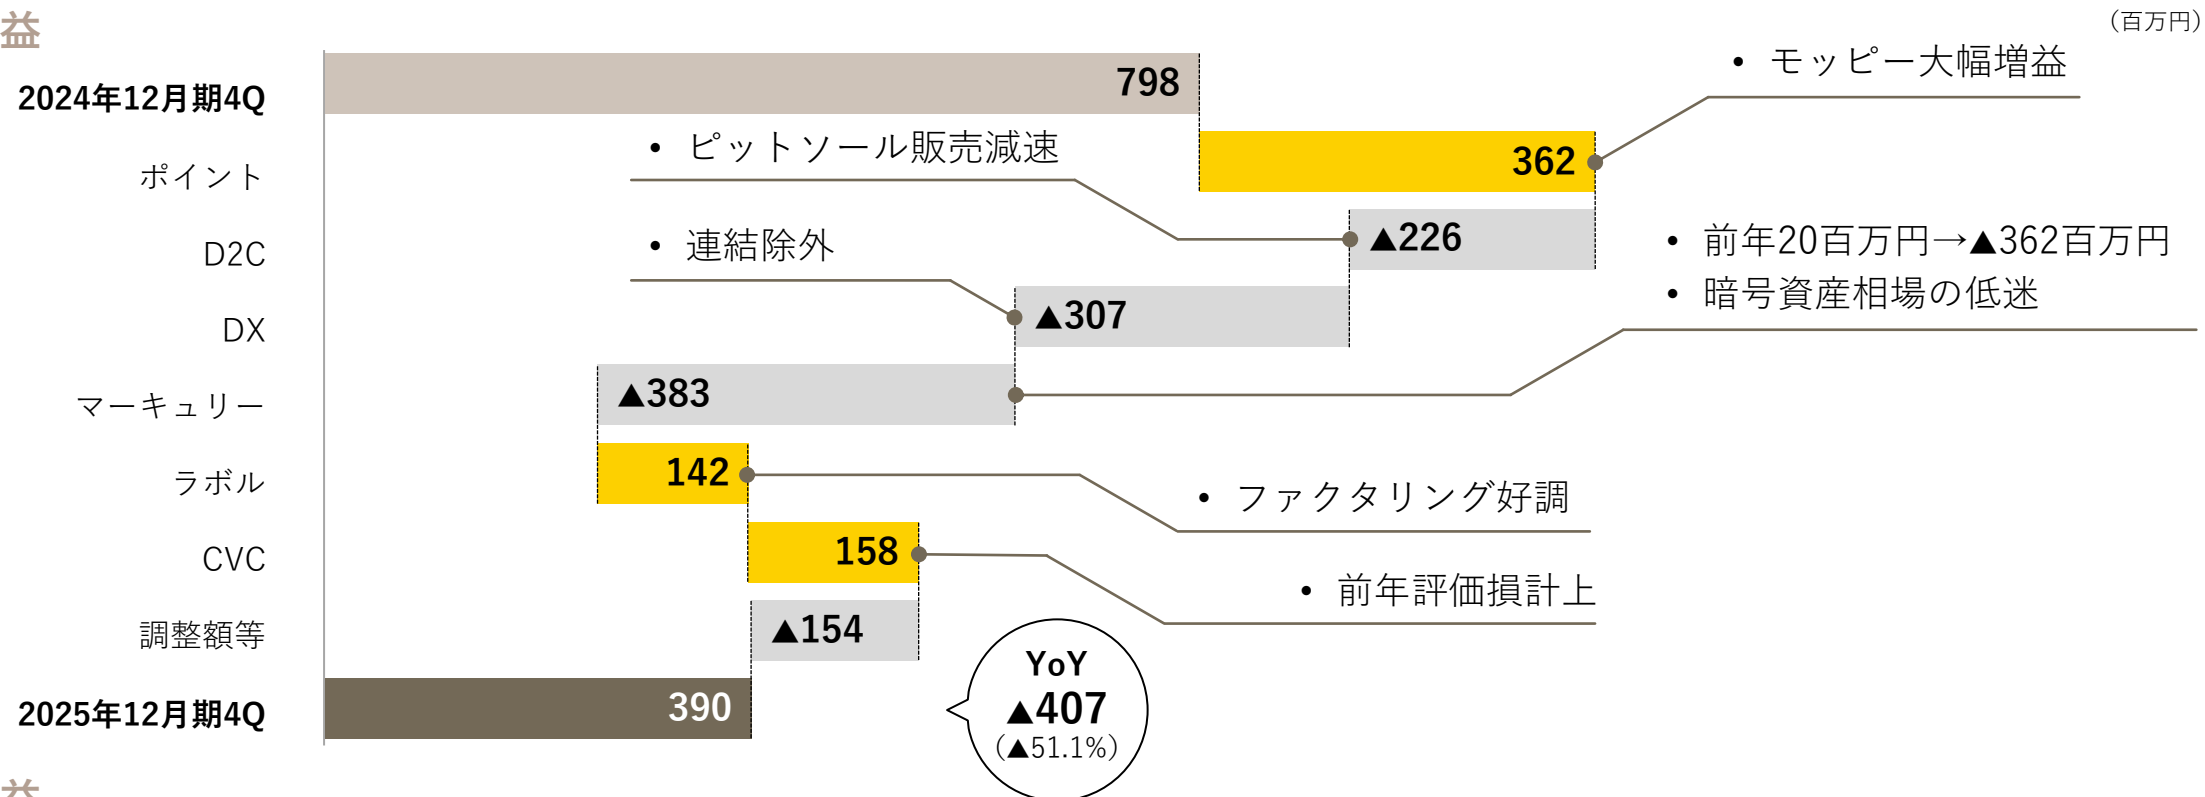 益
（百万円）
2024年12月期4Q
798
• モッピー大幅増益
ポイント
362
• ピットソール販売減速
D2C
▲226
• 連結除外
• 前年20百万円→▲362百万円
• 暗号資産相場の低迷
DX
▲307
マーキュリー
▲383
ラボル
142
• ファクタリング好調
CVC
158
• 前年評価損計上
調整額等
▲154
2025年12月期4Q
390
YoY
▲407
（▲51.1%）